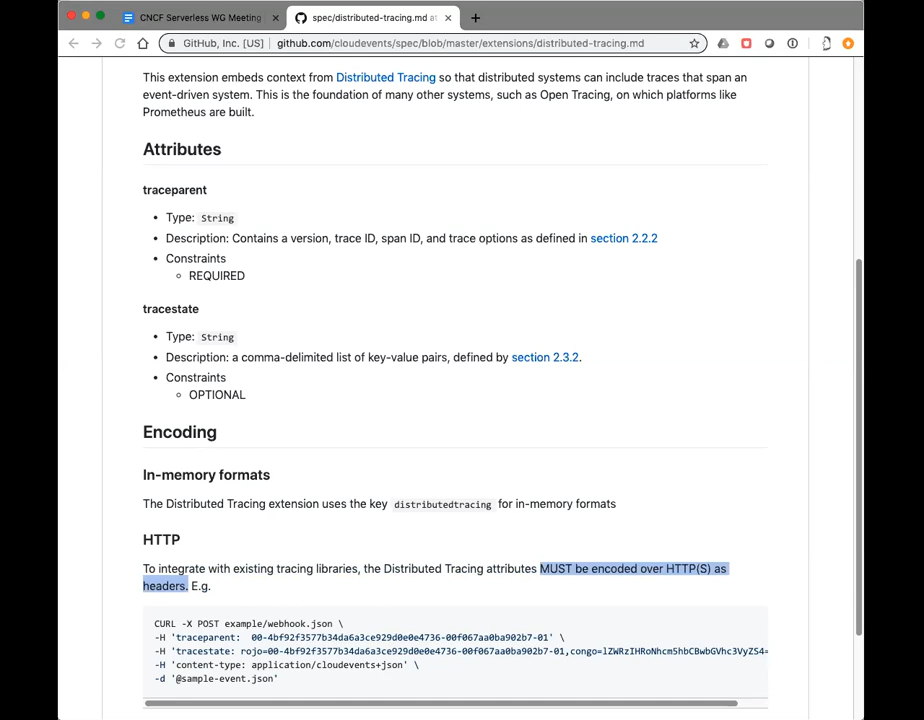 CNCF Serverless WG Meeting
spec/distributed-tracing.md at
GitHub, Inc. [US]
github.com/cloudevents/spec/blob/master/extensions/distributed-tracing.md
This extension embeds context from Distributed Tracing so that distributed systems can include traces that span an
event-driven system. This is the foundation of many other systems, such as Open Tracing, on which platforms like
Prometheus are built.
Attributes
traceparent
• Type: String
• Description: Contains a version, trace ID, span ID, and trace options as defined in section 2.2.2
• Constraints
◦ REQUIRED
tracestate
• Type: String
• Description: a comma-delimited list of key-value pairs, defined by section 2.3.2.
• Constraints
◦ OPTIONAL
Encoding
In-memory formats
The Distributed Tracing extension uses the key distributedtracing for in-memory formats
HTTP
To integrate with existing tracing libraries, the Distributed Tracing attributes MUST be encoded over HTTP(S) as
headers. E.g.
CURL -X POST example/webhook.json \
-H 'traceparent:  00-4bf92f3577b34da6a3ce929d0e0e4736-00f067aa0ba902b7-01' \
-H 'tracestate: rojo=00-4bf92f3577b34da6a3ce929d0e0e4736-00f067aa0ba902b7-01,congo=lZWRzIHRoNhcm5hbCBwbGVhc3VyZS4=
-H 'content-type: application/cloudevents+json' \
-d '@sample-event.json'